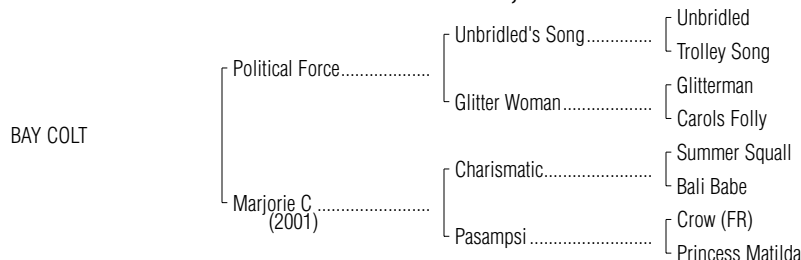 Unbridled
Unbridled's Song..............
Trolley Song
Political Force...................
Glitterman
Glitter Woman...................
Carols Folly
BAY COLT
Summer Squall
Charismatic.......................
Bali Babe
Marjorie C ........................
(2001)
Crow (FR)
Pasampsi ..........................
Princess Matilda